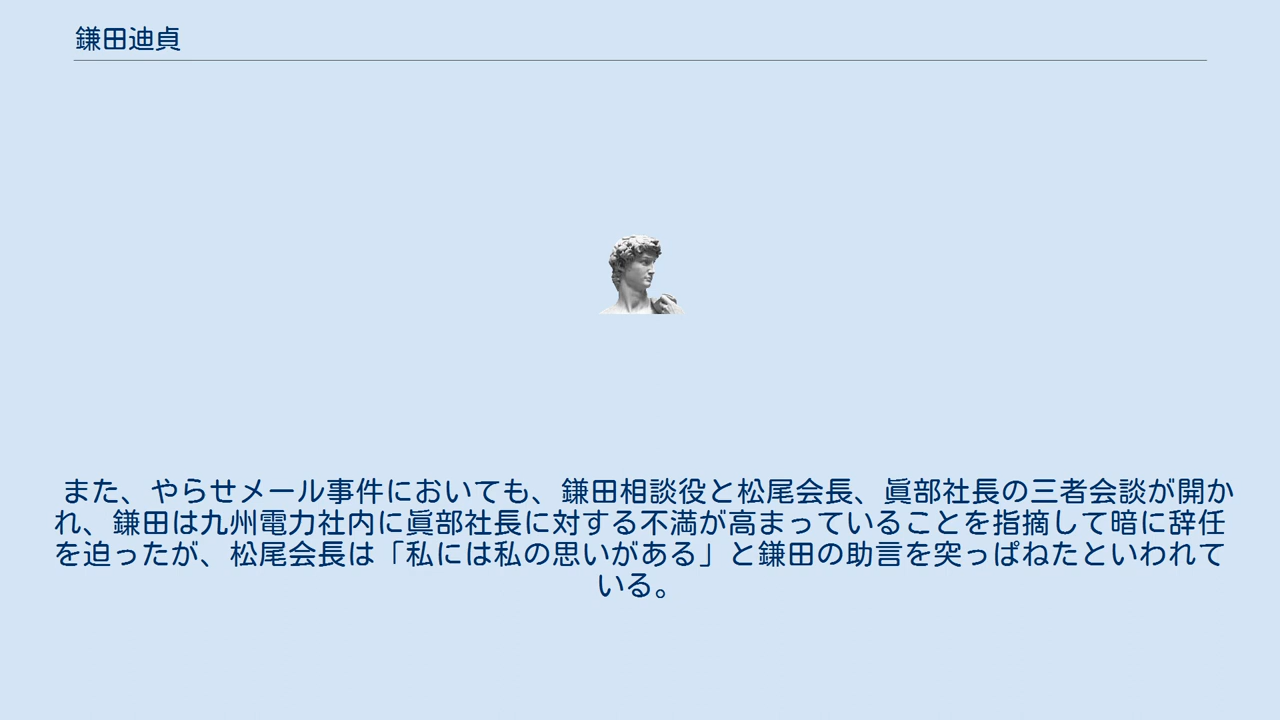 鎌田迪貞
また、やらせメール事件においても、鎌田相談役と松尾会長、眞部社長の三者会談が開か
れ、鎌田は九州電力社内に眞部社長に対する不満が高まっていることを指摘して暗に辞任
を迫ったが、松尾会長は「私には私の思いがある」と鎌田の助言を突っぱねたといわれて
いる。